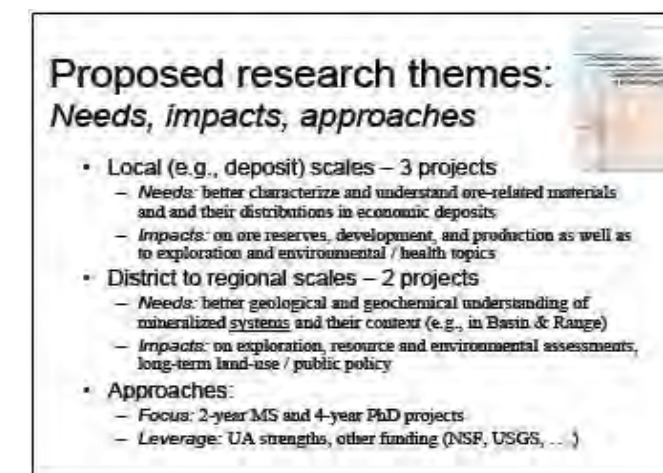 Proposed research themes:
Needs, impacts, approaches
• Local (e.g., deposit) scales – 3 projects
– Needs: better characterize and understand ore-related materials
and and their distributions in economic deposits
– Impacts: on ore reserves, development, and production as well as
to exploration and environmental / health topics
• District to regional scales – 2 projects
– Needs: better geological and geochemical understanding of
mineralized systems and their context (e.g., in Basin & Range)
– Impacts: on exploration, resource and environmental assessments,
long-term land-use / public policy
• Approaches:
– Focus: 2-year MS and 4-year PhD projects
– Leverage: UA strengths, other funding (NSF, USGS, …)